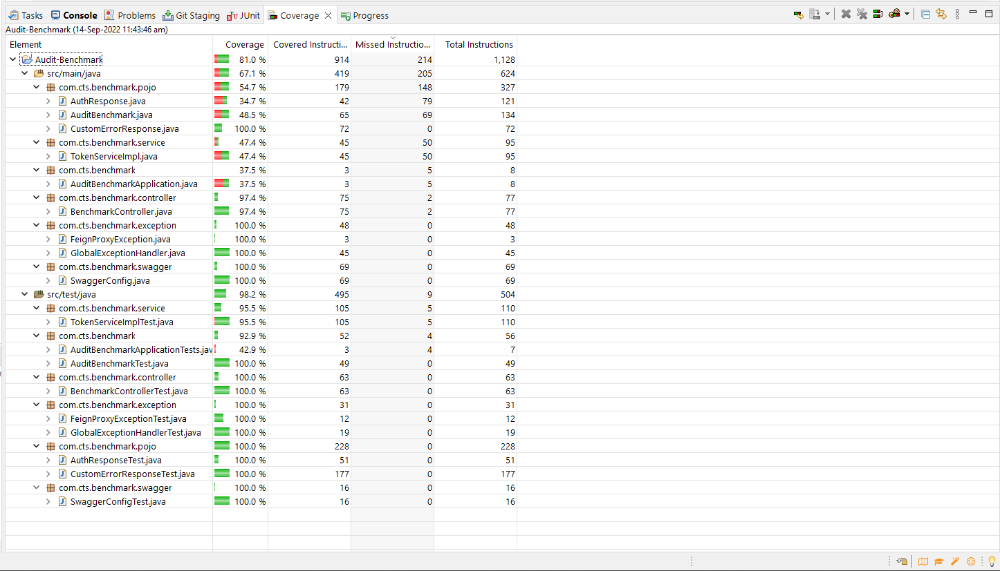 Tasks Console Problems Git Staging JUnit Coverage Progress
Audit-Benchmark (14-Sep-2022 11:43:46 am)
Element Coverage Covered Instructi... Missed Instructio... Total Instructions
Audit-Benchmark 81.0 % 914 214 1,128
src/main/java 67.1 % 419 205 624
com.cts.benchmark.pojo 54.7 % 179 148 327
AuthResponse.java 34.7 % 42 79 121
AuditBenchmark.java 48.5 % 65 69 134
CustomErrorResponse.java 100.0 % 72 0 72
com.cts.benchmark.service 47.4 % 45 50 95
TokenServiceImpl.java 47.4 % 45 50 95
com.cts.benchmark 37.5 % 3 5 8
AuditBenchmarkApplication.java 37.5 % 3 5 8
com.cts.benchmark.controller 97.4 % 75 2 77
BenchmarkController.java 97.4 % 75 2 77
com.cts.benchmark.exception 100.0 % 48 0 48
FeignProxyException.java 100.0 % 3 0 3
GlobalExceptionHandler.java 100.0 % 45 0 45
com.cts.benchmark.swagger 100.0 % 69 0 69
SwaggerConfig.java 100.0 % 69 0 69
src/test/java 98.2 % 495 9 504
com.cts.benchmark.service 95.5 % 105 5 110
TokenServiceImplTest.java 95.5 % 105 5 110
com.cts.benchmark 92.9 % 52 4 56
AuditBenchmarkApplicationTests.jav 42.9 % 3 4 7
AuditBenchmarkTest.java 100.0 % 49 0 49
com.cts.benchmark.controller 100.0 % 63 0 63
BenchmarkControllerTest.java 100.0 % 63 0 63
com.cts.benchmark.exception 100.0 % 31 0 31
FeignProxyExceptionTest.java 100.0 % 12 0 12
GlobalExceptionHandlerTest.java 100.0 % 19 0 19
com.cts.benchmark.pojo 100.0 % 228 0 228
AuthResponseTest.java 100.0 % 51 0 51
CustomErrorResponseTest.java 100.0 % 177 0 177
com.cts.benchmark.swagger 100.0 % 16 0 16
SwaggerConfigTest.java 100.0 % 16 0 16